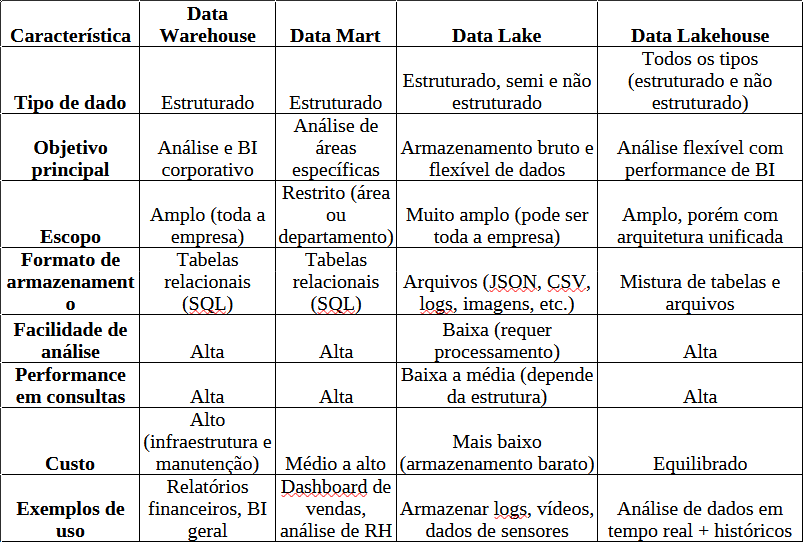 Característica | Data Warehouse | Data Mart | Data Lake | Data Lakehouse
Tipo de dado | Estruturado | Estruturado | Estruturado, semi e não estruturado | Todos os tipos (estruturado e não estruturado)
Objetivo principal | Análise e BI corporativo | Análise de áreas específicas | Armazenamento bruto e flexível de dados | Análise flexível com performance de BI
Escopo | Amplo (toda a empresa) | Restrito (área ou departamento) | Muito amplo (pode ser toda a empresa) | Amplo, porém com arquitetura unificada
Formato de armazenamento | Tabelas relacionais (SQL) | Tabelas relacionais (SQL) | Arquivos (JSON, CSV, logs, imagens, etc.) | Mistura de tabelas e arquivos
Facilidade de análise | Alta | Alta | Baixa (requer processamento) | Alta
Performance em consultas | Alta | Alta | Baixa a média (depende da estrutura) | Alta
Custo | Alto (infraestrutura e manutenção) | Médio a alto | Mais baixo (armazenamento barato) | Equilibrado
Exemplos de uso | Relatórios financeiros, BI geral | Dashboard de vendas, análise de RH | Armazenar logs, vídeos, dados de sensores | Análise de dados em tempo real + históricos